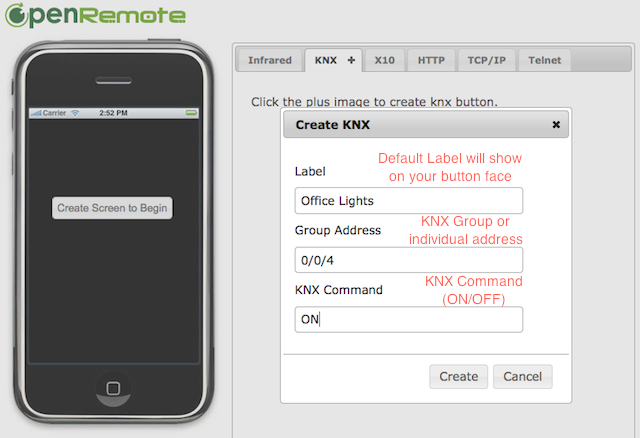 OpenRemote
Infrared KNX X10 HTTP TCP/IP Telnet
Carrier 2:52 PM
Click the plus image to create knx button.
Create KNX
Default Label will show
on your button face
Label
Office Lights
KNX Group or
individual address
Group Address
0/0/4
KNX Command
(ON/OFF)
KNX Command
ON
Create Screen to Begin
Create Cancel